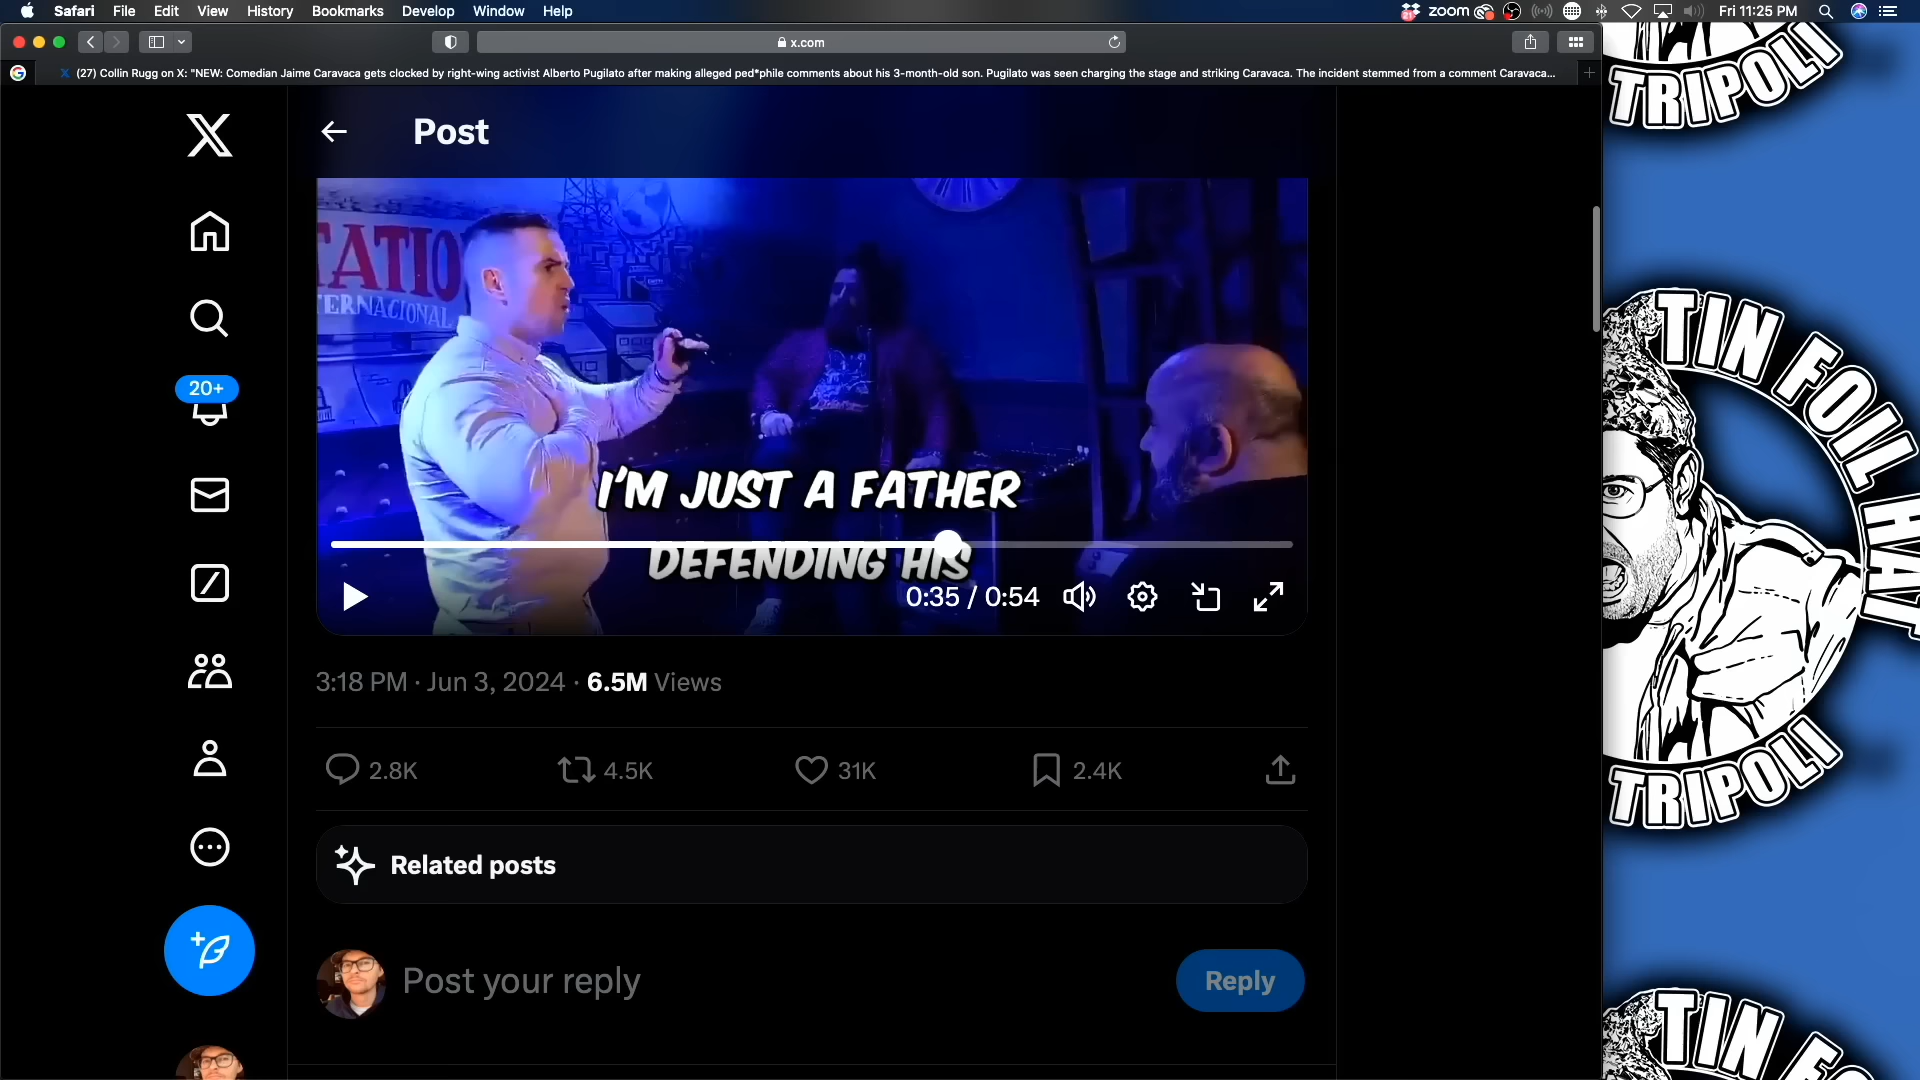 Safari File Edit View History Bookmarks Develop Window Help
zoom
Fri 11:25 PM
x.com
(27) Collin Rugg on X: "NEW: Comedian Jaime Caravaca gets clocked by right-wing activist Alberto Pugilato after making alleged ped*phile comments about his 3-month-old son. Pugilato was seen charging the stage and striking Caravaca. The incident stemmed from a comment Caravaca...
Post
TATIO
ERNACIONAL
I'M JUST A FATHER
DEFENDING HIS
0:35 / 0:54
20+
3:18 PM · Jun 3, 2024 · 6.5M Views
2.8K
4.5K
31K
2.4K
Related posts
Post your reply
Reply
TRIPOLI
TIN FOIL HAT
TRIPOLI
TIN FO